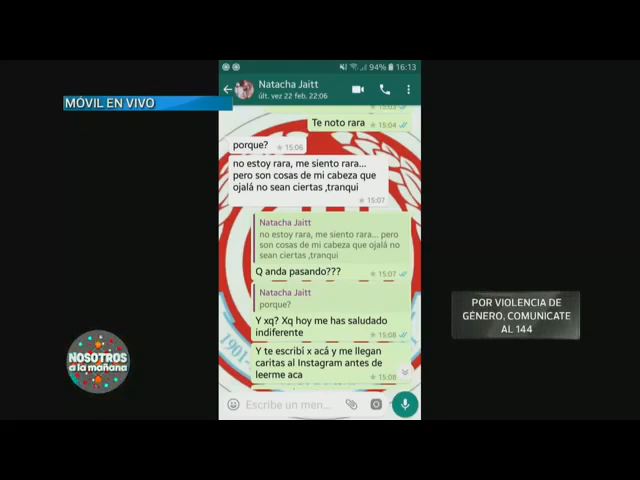 94% 16:13
Natacha Jaitt
últ. vez 22 feb. 22:06
MÓVIL EN VIVO
15:03
Te noto rara
15:04
porque?
15:06
no estoy rara, me siento rara...
pero son cosas de mi cabeza que
ojalá no sean ciertas ,tranqui
15:07
Natacha Jaitt
no estoy rara, me siento rara... pero
son cosas de mi cabeza que ojalá no
sean ciertas ,tranqui
Q anda pasando???
15:07
Natacha Jaitt
porque?
Y xq? Xq hoy me has saludado
indiferente
15:08
Y te escribí x acá y me llegan
caritas al Instagram antes de
leerme aca
15:08
1901
Escribe un men...
POR VIOLENCIA DE
GÉNERO, COMUNICATE
AL 144
NOSOTROS
a la mañana